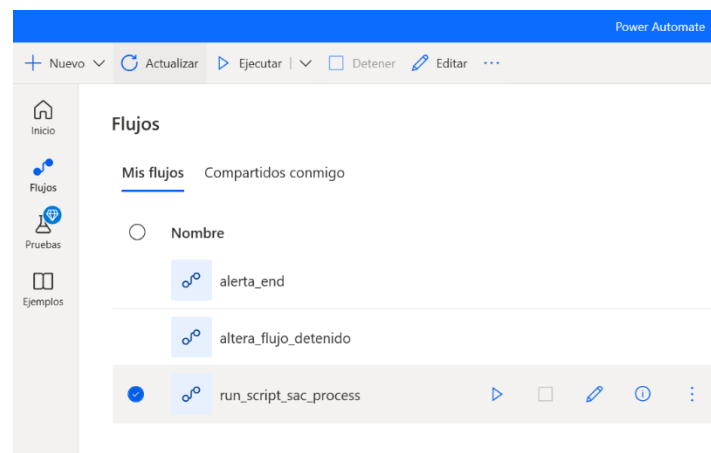 Power Automate
Nuevo Actualizar Ejecutar Detener Editar ...
Inicio
Flujos
Pruebas
Ejemplos
Flujos
Mis flujos Compartidos conmigo
Nombre
alerta_end
altera_flujo_detenido
run_script_sac_process